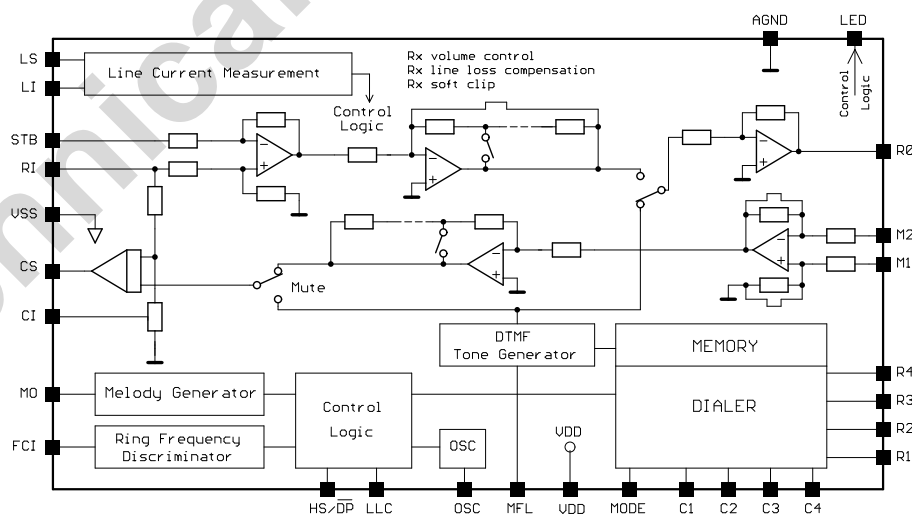 AGND
LED
LS
LI
Line Current Measurement
Rx volume control
Rx line loss compensation
Rx soft clip
Control
Logic
Control
Logic
STB
RI
RO
VSS
M2
M1
CS
CI
Mute
DTMF
Tone Generator
MEMORY
DIALER
MO
Melody Generator
Control
Logic
R4
R3
R2
R1
FCI
Ring Frequency
Discriminator
OSC
VDD
HS/DP
LLC
OSC
MFL
VDD
MODE
C1
C2
C3
C4